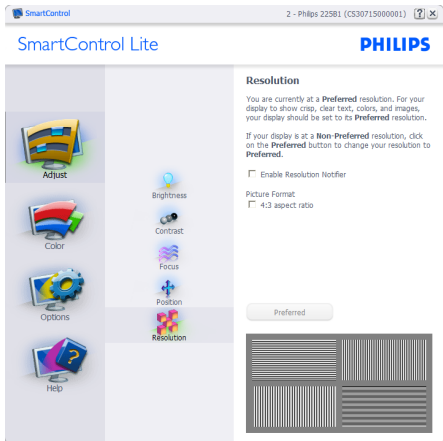 SmartControl
2 - Philips 225B1 (CS30715000001)
SmartControl Lite
PHILIPS
Adjust
Color
Options
Help
Brightness
Contrast
Focus
Position
Resolution
Resolution
You are currently at a Preferred resolution. For your
display to show crisp, clear text, colors, and images,
your display should be set to its Preferred resolution.
If your display is at a Non-Preferred resolution, click
on the Preferred button to change your resolution to
Preferred.
Enable Resolution Notifier
Picture Format
4:3 aspect ratio
Preferred